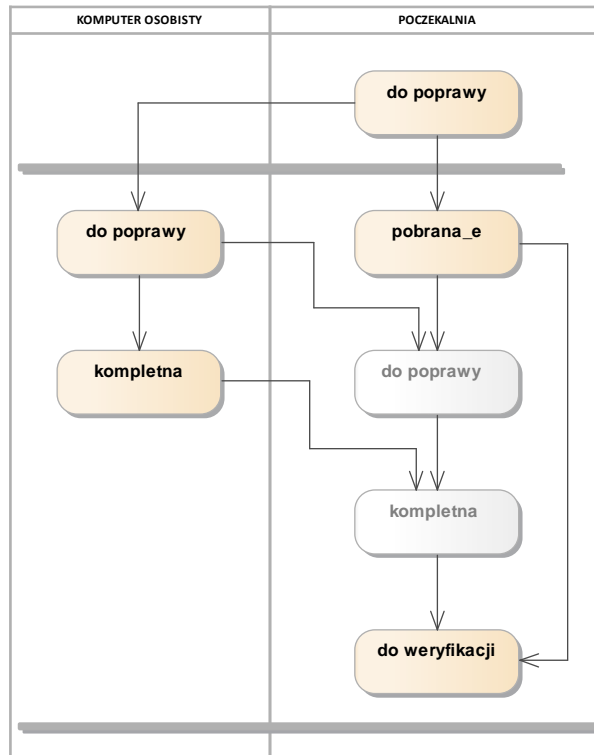 KOMPUTER OSOBISTY
POCZEKALNIA
do poprawy
do poprawy
pobrana_e
kompletna
do poprawy
kompletna
do weryfikacji